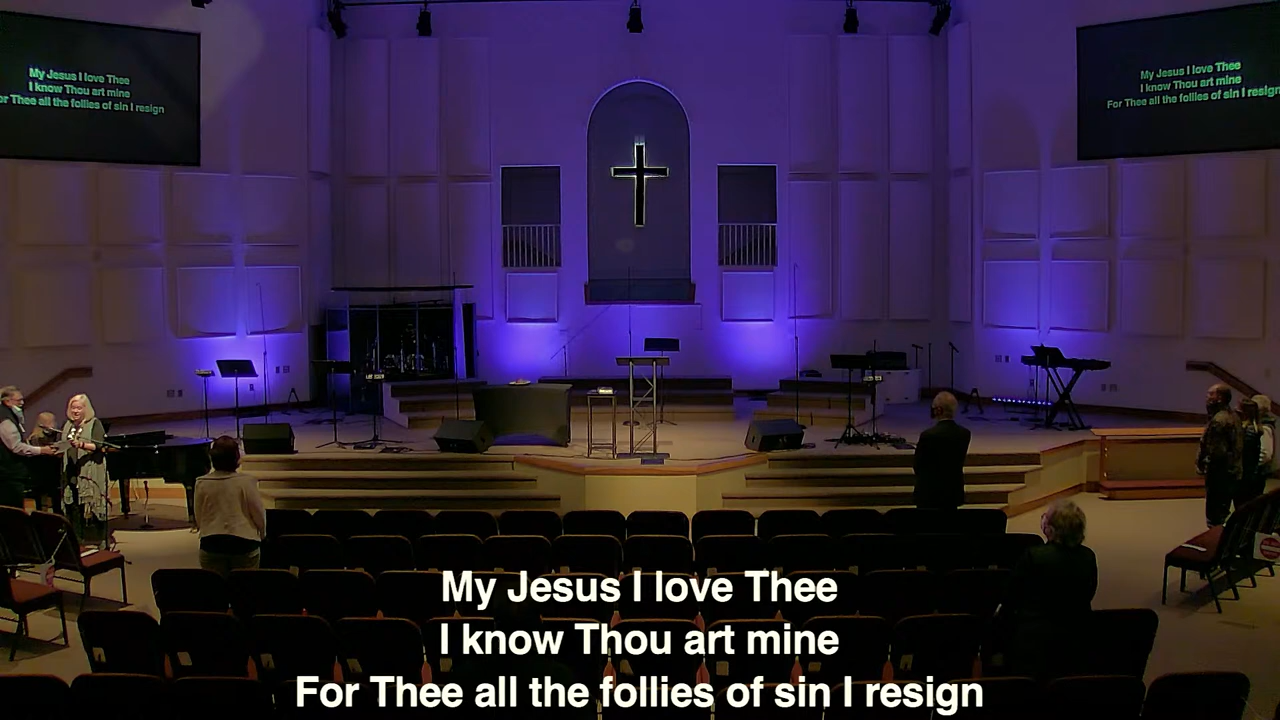 My Jesus I love Thee
I know Thou art mine
For Thee all the follies of sin I resign
My Jesus I love Thee
I know Thou art mine
For Thee all the follies of sin I resign
My Jesus I love Thee
I know Thou art mine
For Thee all the follies of sin I resign